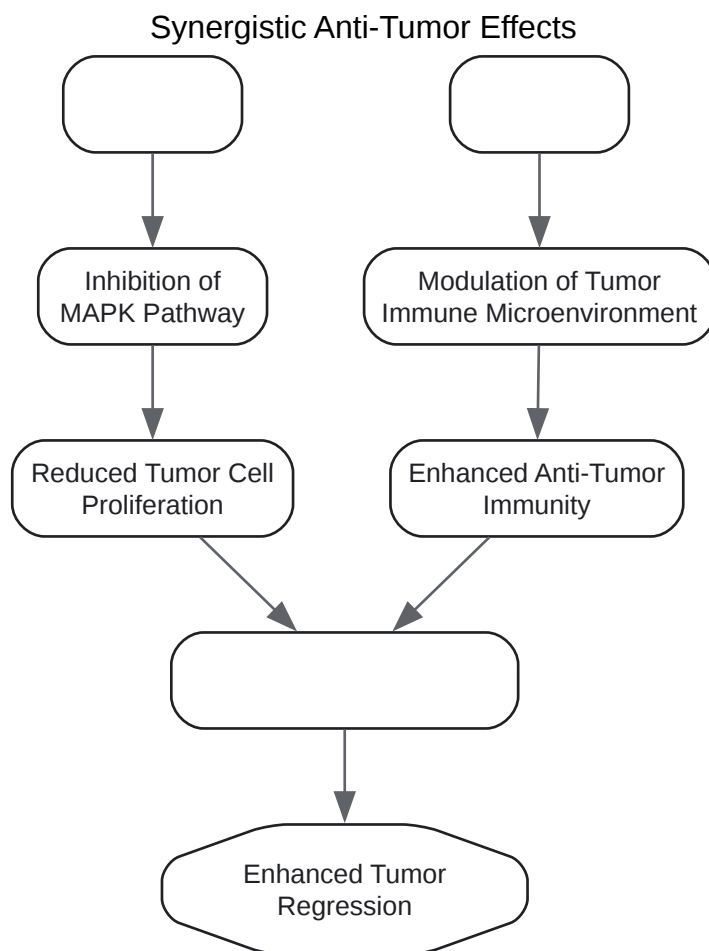 Synergistic Anti-Tumor Effects
Inhibition of
MAPK Pathway
Modulation of Tumor
Immune Microenvironment
Reduced Tumor Cell
Proliferation
Enhanced Anti-Tumor
Immunity
Enhanced Tumor
Regression